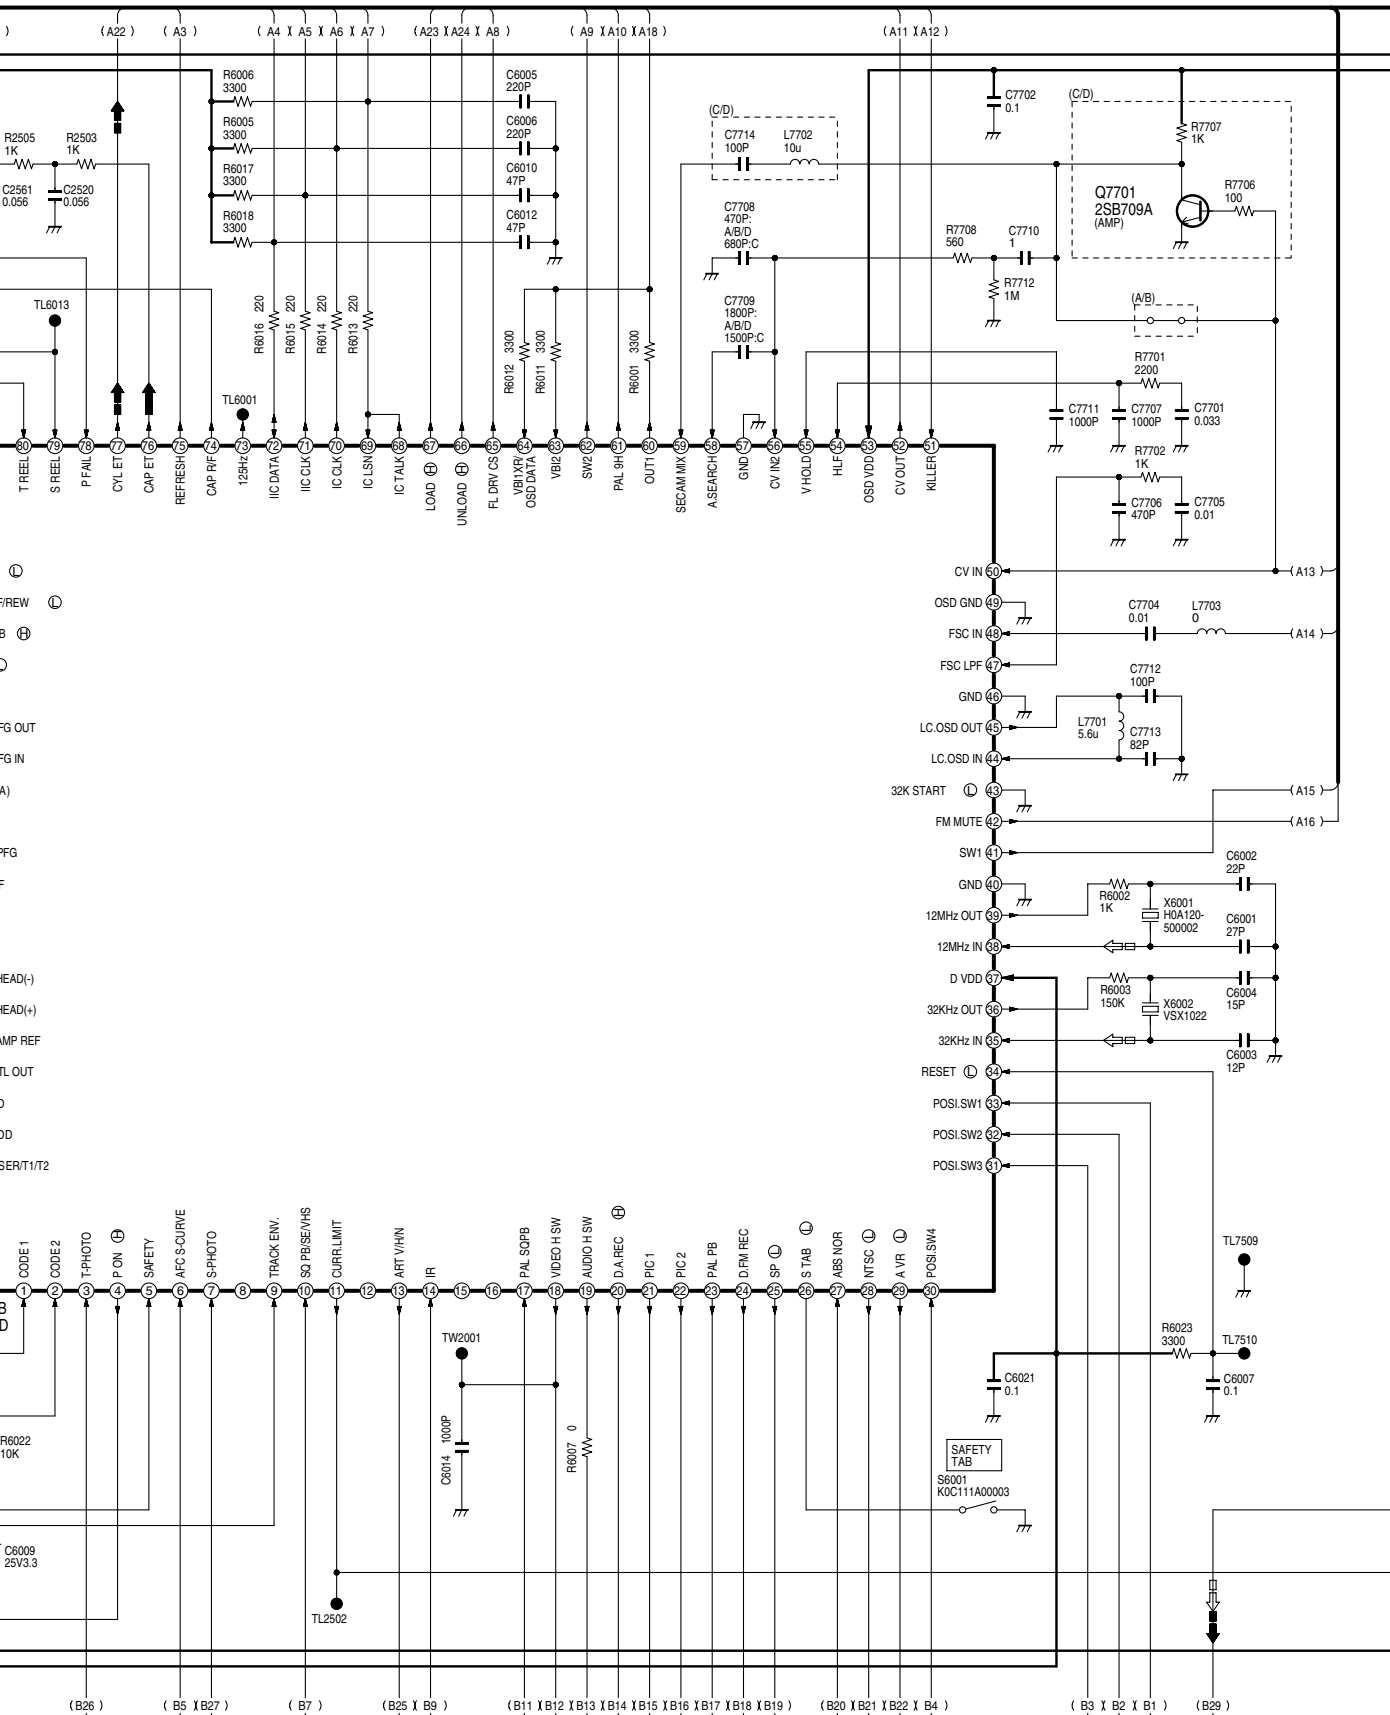 )
( A22 )
( A3 )
( A4 )( A5 )( A6 )( A7 )
( A23 )( A24 )( A8 )
( A9 )( A10 )( A18 )
( A11 )( A12 )
R6006
3300
R6005
3300
R6017
3300
R6018
3300
C6005
220P
C6006
220P
C6010
47P
C6012
47P
R2505
1K
R2503
1K
C2561
0.056
C2520
0.056
(C/D)
C7714
100P
L7702
10u
C7702
0.1
(C/D)
R7707
1K
Q7701
2SB709A
(AMP)
R7706
100
C7708
470P:
A/B/D
680P:C
R7708
560
C7710
1
R7712
1M
C7709
1800P:
A/B/D
1500P:C
(A/B)
TL6013
R6016 220
R6015 220
R6014 220
R6013 220
R6012 3300
R6011 3300
R6001 3300
TL6001
R7701
2200
C7711
1000P
C7707
1000P
C7701
0.033
R7702
1K
C7706
470P
C7705
0.01
80 79 78 77 76 75 74 73 72 71 70 69 68 67 66 65 64 63 62 61 60 59 58 57 56 55 54 53 52 51
T REEL
S REEL
P FAIL
CYL ET
CAP ET
REFRESH
CAP R/F
125Hz
IIC DATA
IIC CLK
IC CLK
IC LSN
IC TALK
LOAD Ⓗ
UNLOAD Ⓗ
FL DRV CS
VBI1XR/
OSD DATA
VBI2
SW2
PAL 9H
OUT1
SECAM MIX
A.SEARCH
GND
CV IN2
V HOLD
HLF
OSD VDD
CV OUT
KILLER
Ⓛ
F/REW Ⓛ
B Ⓗ
Ⓛ
FG OUT
FG IN
A)
PFG
F
HEAD(-)
HEAD(+)
AMP REF
TL OUT
D
DD
SER/T1/T2
CV IN 50
( A13 )
OSD GND 49
FSC IN 48
C7704
0.01
L7703
0
( A14 )
FSC LPF 47
GND 46
LC.OSD OUT 45
LC.OSD IN 44
C7712
100P
L7701
5.6u
C7713
82P
32K START Ⓛ 43
( A15 )
FM MUTE 42
( A16 )
SW1 41
GND 40
12MHz OUT 39
12MHz IN 38
R6002
1K
X6001
H0A120-
500002
C6002
22P
C6001
27P
D VDD 37
32KHz OUT 36
32KHz IN 35
R6003
150K
X6002
VSX1022
C6004
15P
C6003
12P
RESET Ⓛ 34
POSI.SW1 33
POSI.SW2 32
POSI.SW3 31
CODE 1
CODE 2
T-PHOTO
P ON Ⓗ
SAFETY
AFC S-CURVE
S-PHOTO
TRACK ENV.
SQ PB/SE/VHS
CURR.LIMIT
ART V/H/N
IR
PAL SQPB
VIDEO H SW
AUDIO H SW
D.A.REC Ⓗ
PIC 1
PIC 2
PAL PB
D.FM REC
SP Ⓛ
S TAB Ⓛ
ABS NOR
NTSC Ⓛ
A VR Ⓛ
POSI.SW4
1 2 3 4 5 6 7 8 9 10 11 12 13 14 15 16 17 18 19 20 21 22 23 24 25 26 27 28 29 30
B
D
TL7509
TW2001
R6023
3300
TL7510
C6021
0.1
C6007
0.1
C6014 1000P
R6007 0
R6022
10K
SAFETY
TAB
S6001
K0C111A00003
C6009
25V3.3
TL2502
( B26 )
( B5 )( B27 )
( B7 )
( B25 )( B9 )
( B11 )( B12 )( B13 )( B14 )( B15 )( B16 )( B17 )( B18 )( B19 )
( B20 )( B21 )( B22 )( B4 )
( B3 )( B2 )( B1 )
( B29 )